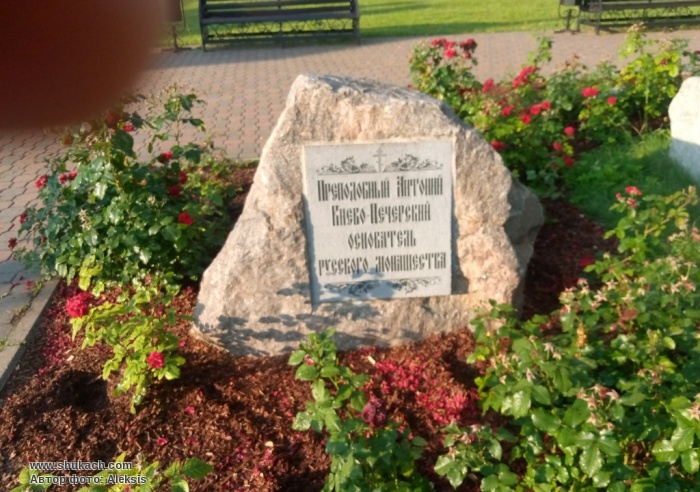 Преподобный Антоний
Киево-Печерский
основатель
русского монашества
www.shukach.com
Автор фото: Aleksis